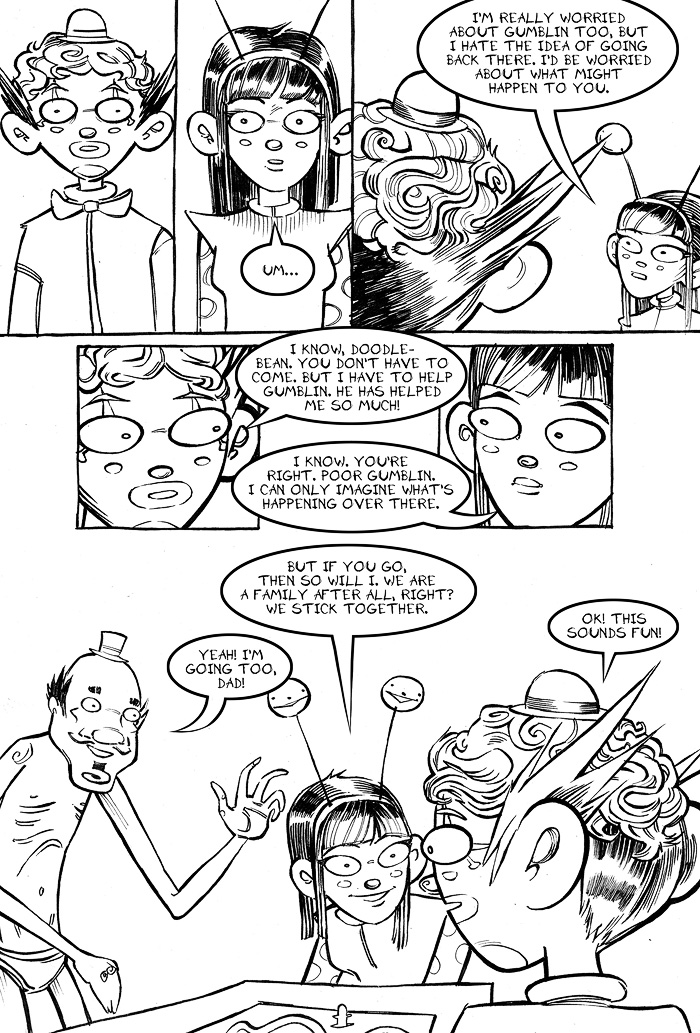 UM...
I'M REALLY WORRIED
ABOUT GUMBLIN TOO, BUT
I HATE THE IDEA OF GOING
BACK THERE. I'D BE WORRIED
ABOUT WHAT MIGHT
HAPPEN TO YOU.
I KNOW, DOODLE-
BEAN. YOU DON'T HAVE TO
COME. BUT I HAVE TO HELP
GUMBLIN. HE HAS HELPED
ME SO MUCH!
I KNOW. YOU'RE
RIGHT. POOR GUMBLIN.
I CAN ONLY IMAGINE WHAT'S
HAPPENING OVER THERE.
BUT IF YOU GO,
THEN SO WILL I. WE ARE
A FAMILY AFTER ALL, RIGHT?
WE STICK TOGETHER.
YEAH! I'M
GOING TOO,
DAD!
OK! THIS
SOUNDS FUN!